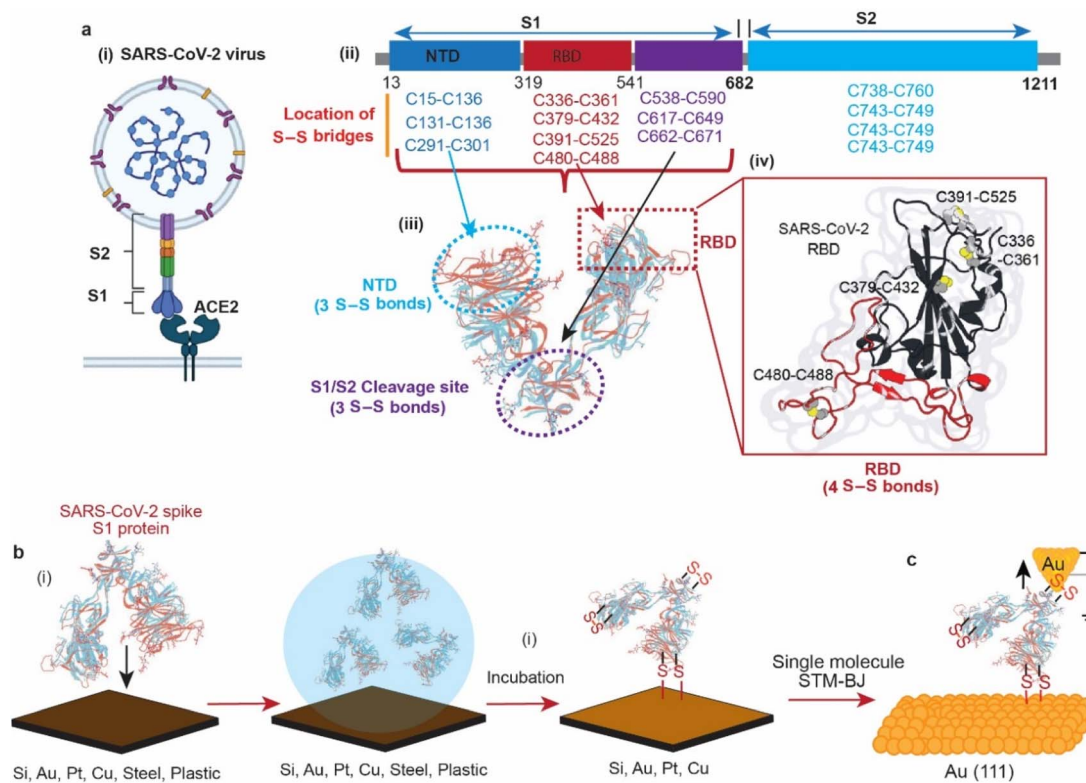 a
(i) SARS-CoV-2 virus
S2
S1
ACE2
(ii)
S1
S2
NTD
RBD
13
319
541
682
1211
Location of
S–S bridges
C15-C136
C131-C136
C291-C301
C336-C361
C379-C432
C391-C525
C480-C488
C538-C590
C617-C649
C662-C671
C738-C760
C743-C749
C743-C749
C743-C749
(iii)
NTD
(3 S–S bonds)
RBD
S1/S2 Cleavage site
(3 S–S bonds)
(iv)
SARS-CoV-2
RBD
C391-C525
C336
-C361
C379-C432
C480-C488
RBD
(4 S–S bonds)
b
SARS-CoV-2 spike
S1 protein
(i)
Si, Au, Pt, Cu, Steel, Plastic
Si, Au, Pt, Cu, Steel, Plastic
(i)
Incubation
S-S
S S
S S
Si, Au, Pt, Cu
Single molecule
STM-BJ
c
Au
S-S
S S
S S
Au (111)